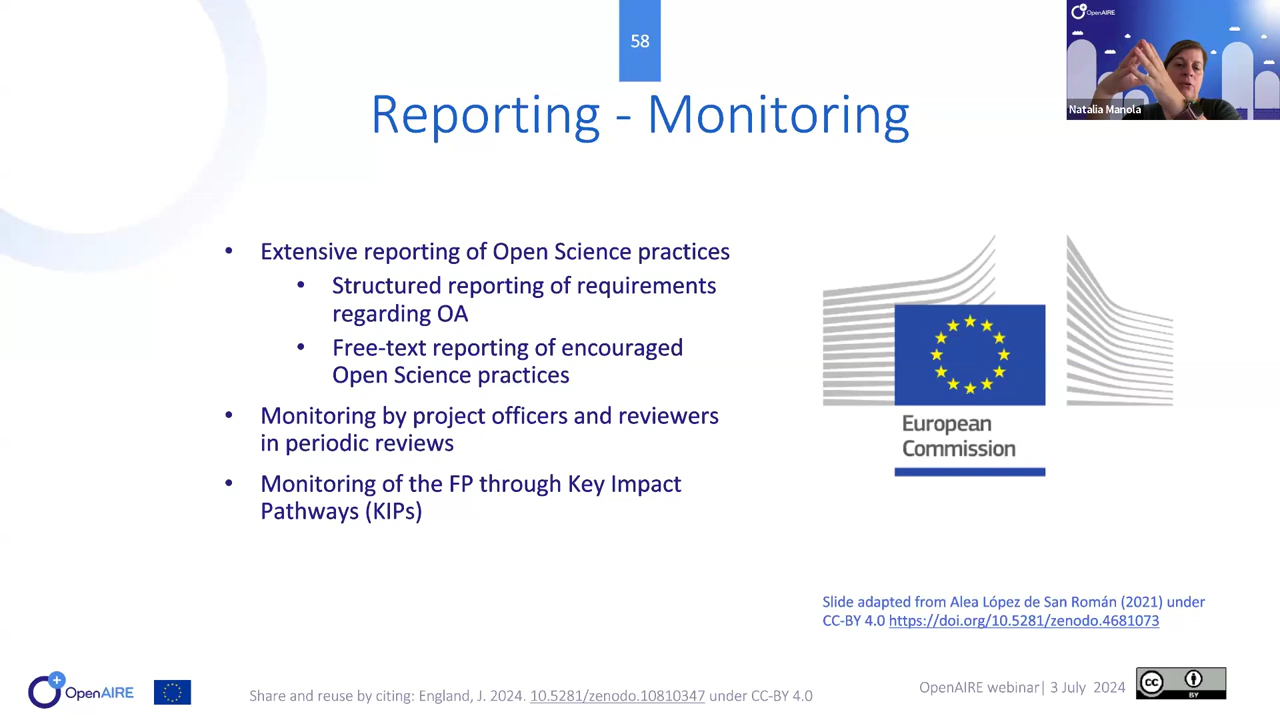 58
OpenAIRE
Natalia Manola
Reporting - Monitoring
• Extensive reporting of Open Science practices
• Structured reporting of requirements
regarding OA
• Free-text reporting of encouraged
Open Science practices
• Monitoring by project officers and reviewers
in periodic reviews
• Monitoring of the FP through Key Impact
Pathways (KIPs)
European
Commission
Slide adapted from Alea López de San Román (2021) under
CC-BY 4.0 https://doi.org/10.5281/zenodo.4681073
OpenAIRE
Share and reuse by citing: England, J. 2024. 10.5281/zenodo.10810347 under CC-BY 4.0
OpenAIRE webinar| 3 July 2024
cc
BY